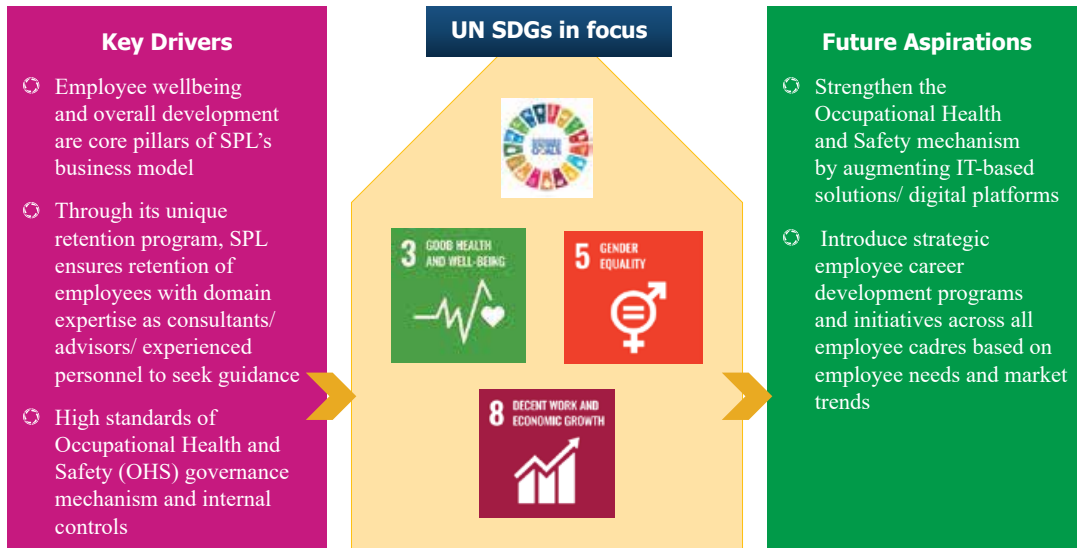 Key Drivers
Employee wellbeing
and overall development
are core pillars of SPL's
business model
Through its unique
retention program, SPL
ensures retention of
employees with domain
expertise as consultants/
advisors/ experienced
personnel to seek guidance
High standards of
Occupational Health and
Safety (OHS) governance
mechanism and internal
controls
UN SDGs in focus
3 GOOD HEALTH
AND WELL-BEING
5 GENDER
EQUALITY
8 DECENT WORK AND
ECONOMIC GROWTH
Future Aspirations
Strengthen the
Occupational Health
and Safety mechanism
by augmenting IT-based
solutions/ digital platforms
Introduce strategic
employee career
development programs
and initiatives across all
employee cadres based on
employee needs and market
trends